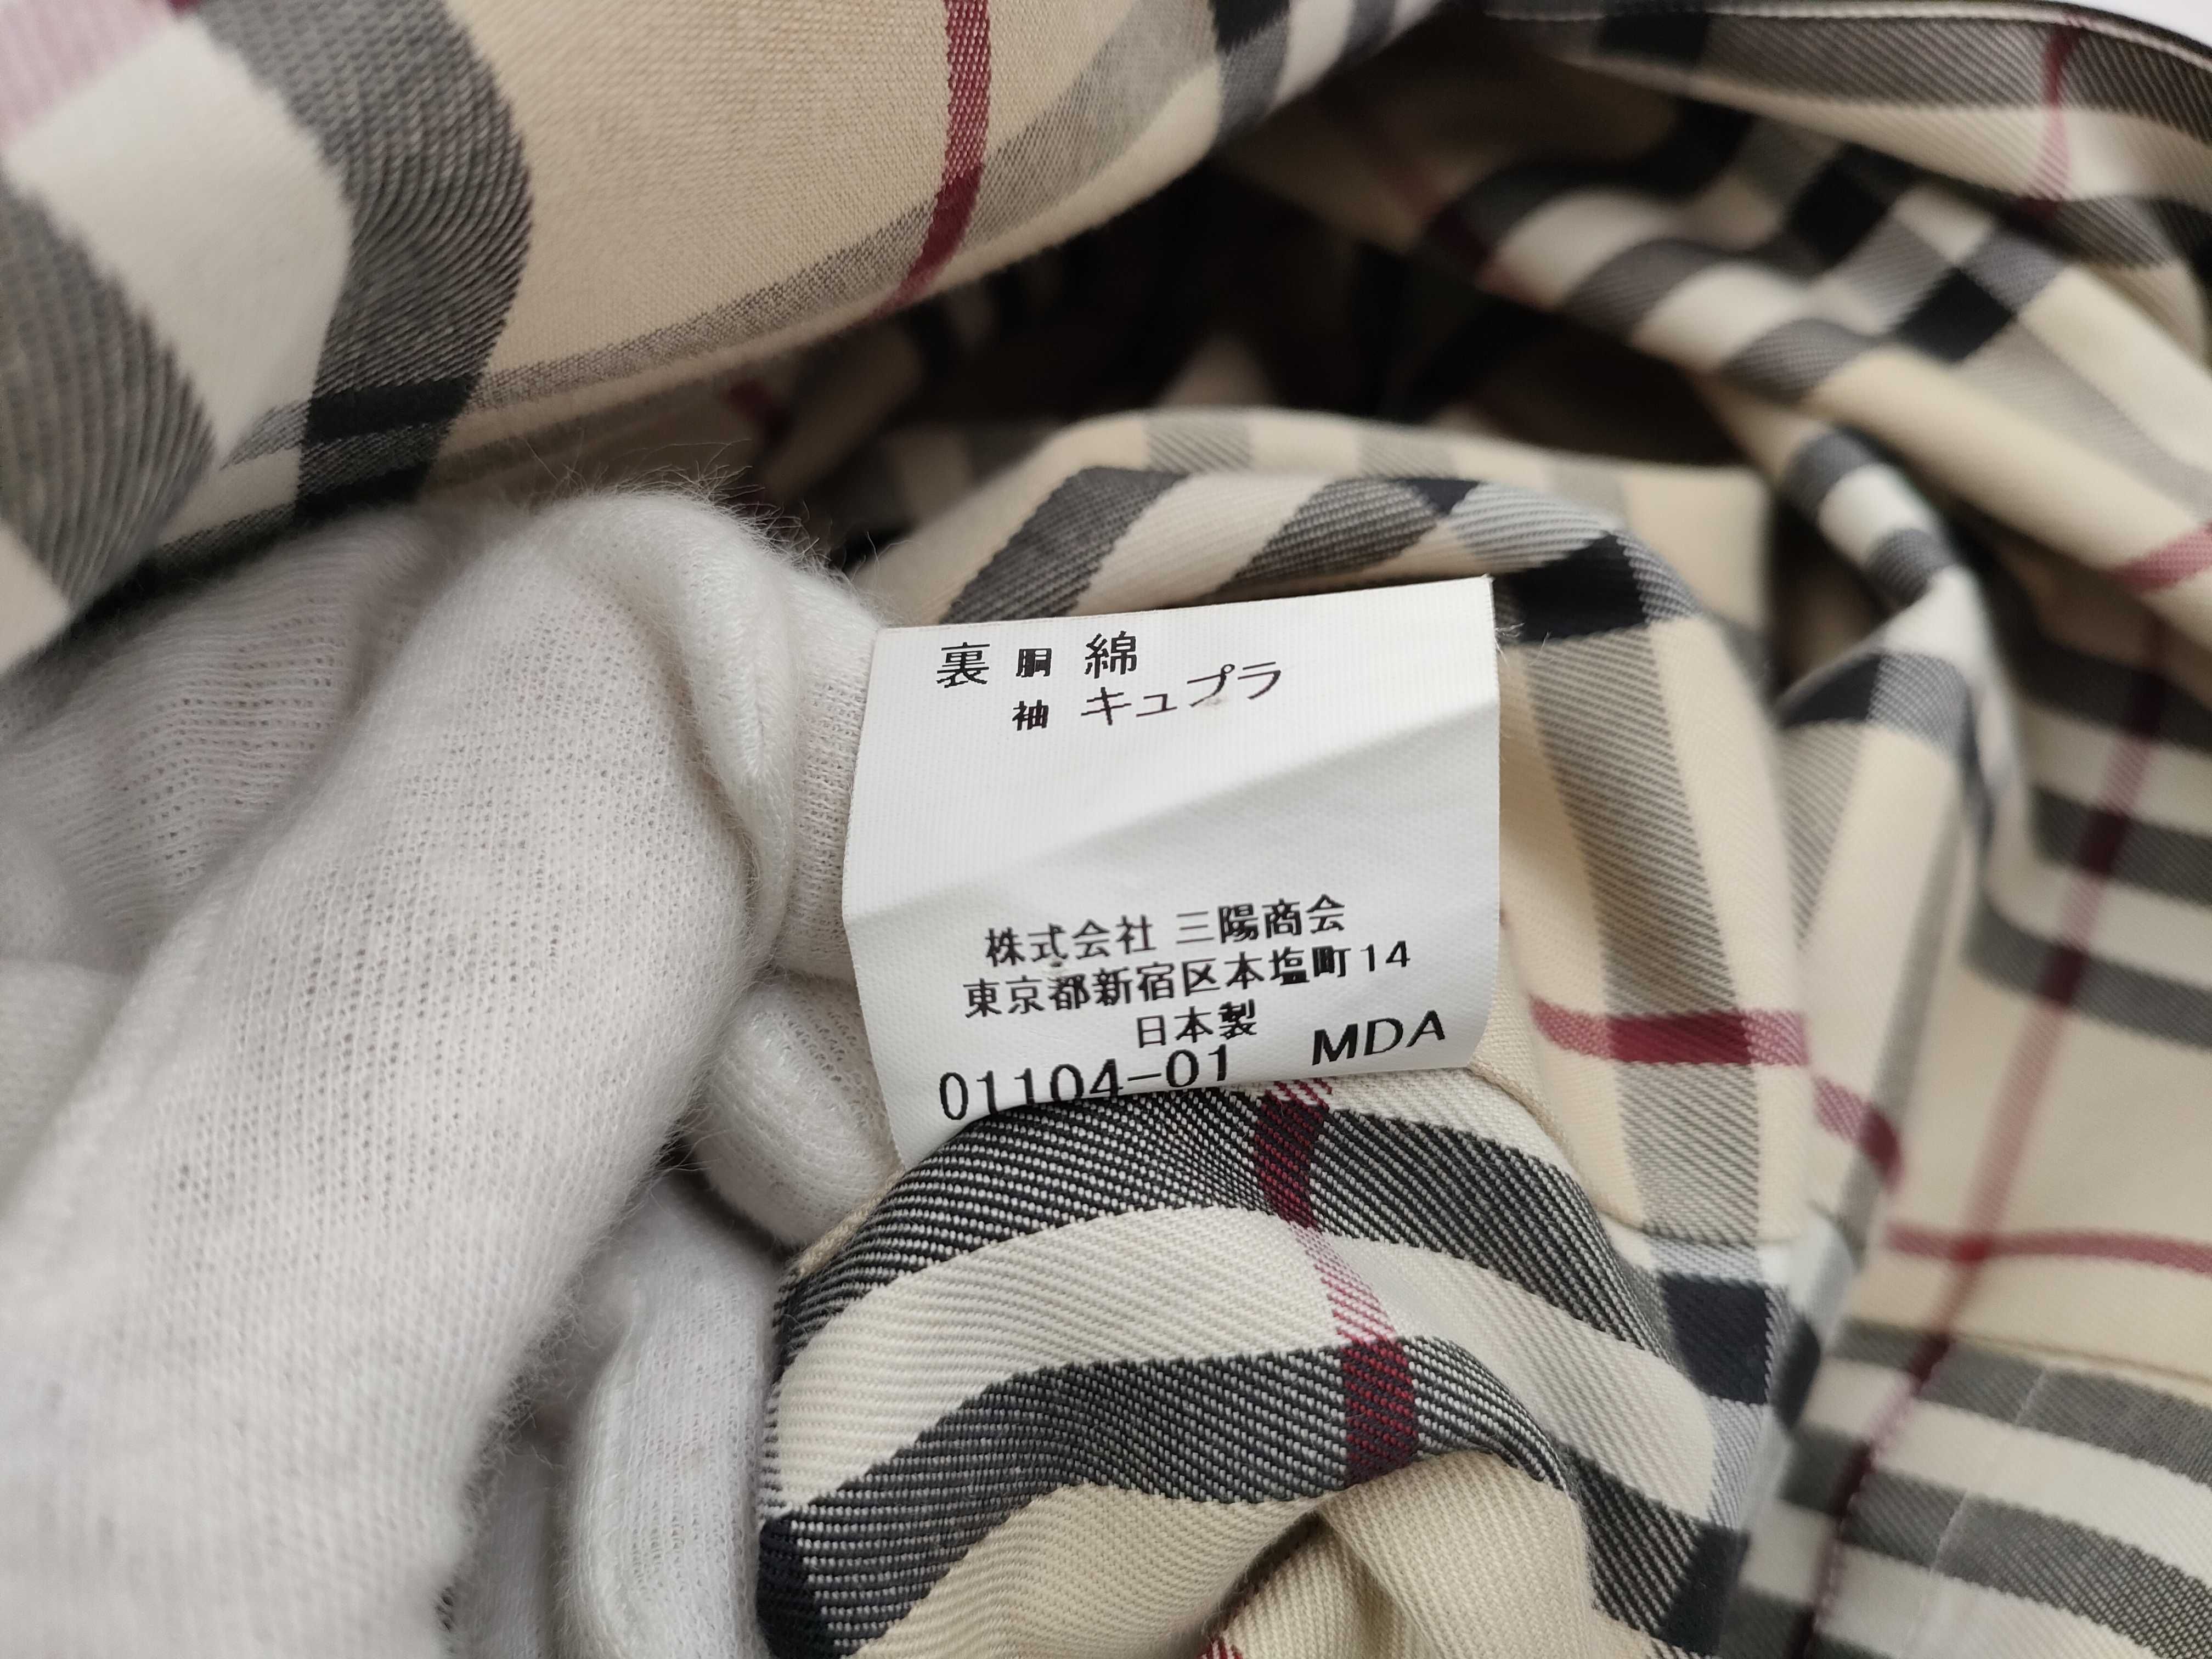 裏 胴 綿
袖 キュプラ
株式会社 三陽商会
東京都新宿区本塩町14
日本製
01104-01 MDA